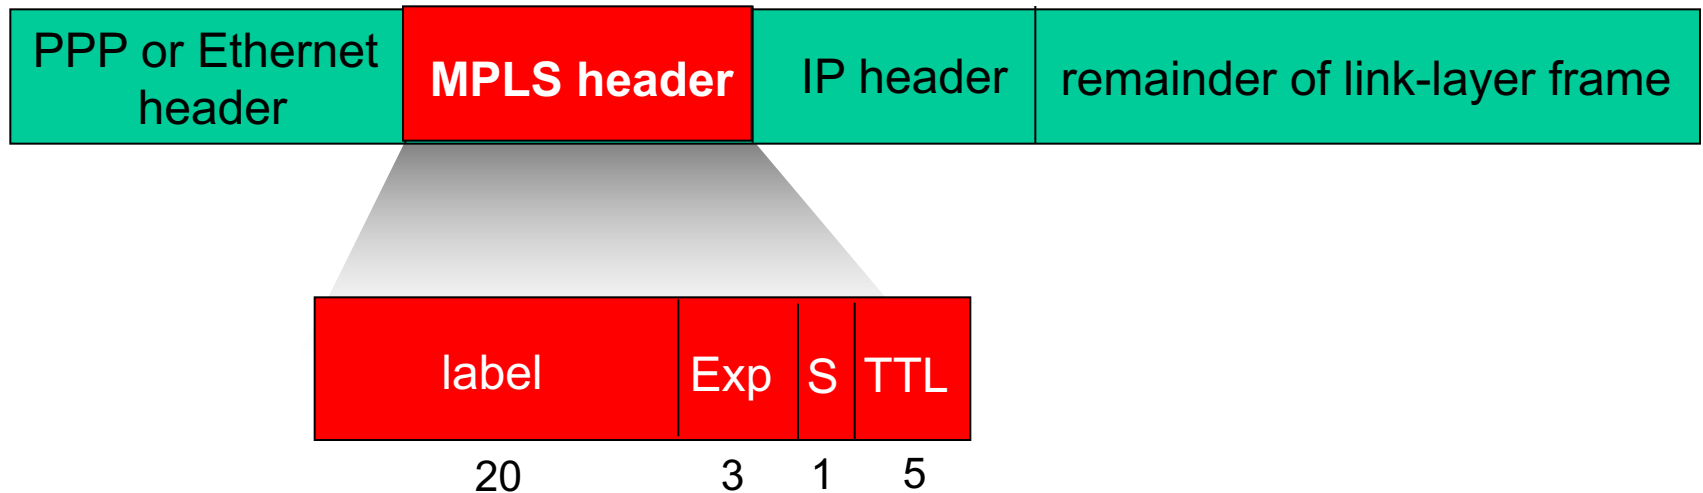 PPP or Ethernet
header
MPLS header
IP header
remainder of link-layer frame
label
Exp
S
TTL
20
3
1
5